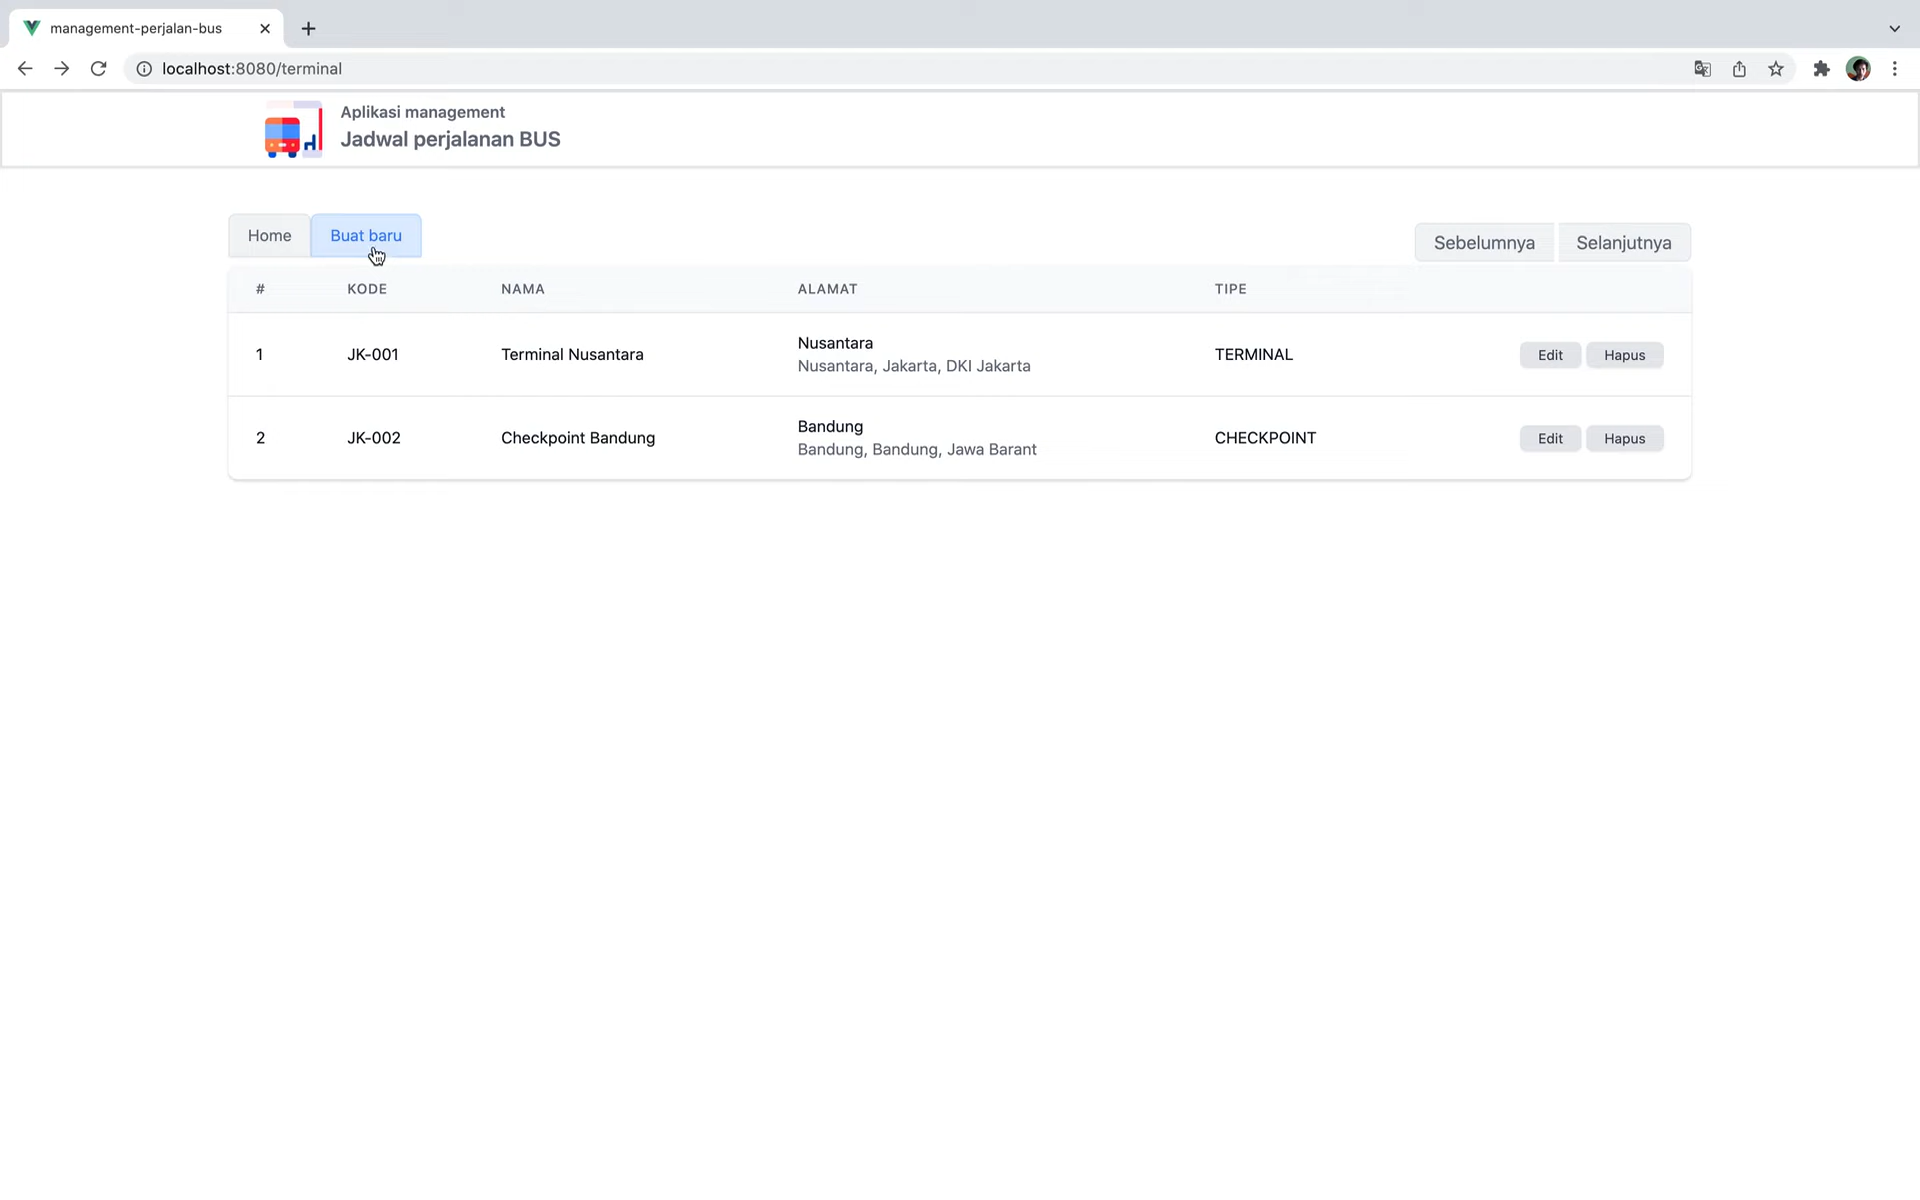 management-perjalan-bus
localhost:8080/terminal
Aplikasi management
Jadwal perjalanan BUS
Home
Buat baru
Sebelumnya
Selanjutnya
# KODE NAMA ALAMAT TIPE
1 JK-001 Terminal Nusantara Nusantara TERMINAL Edit Hapus
Nusantara, Jakarta, DKI Jakarta
2 JK-002 Checkpoint Bandung Bandung CHECKPOINT Edit Hapus
Bandung, Bandung, Jawa Barant